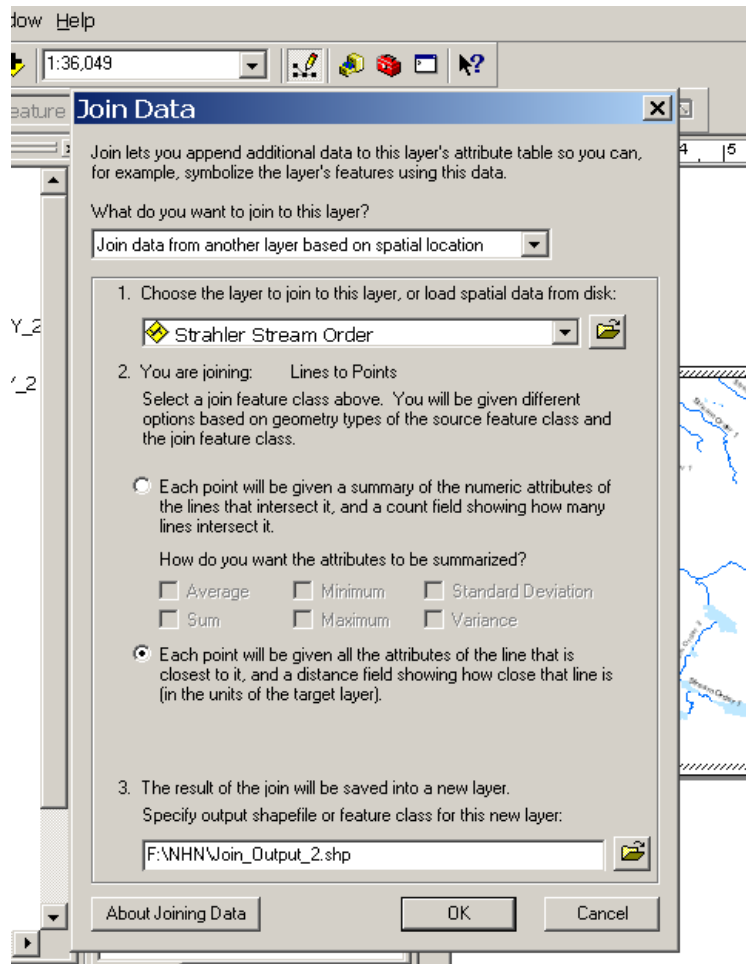 dow Help
1:36,049
eature
Join Data
4 5
Join lets you append additional data to this layer's attribute table so you can,
for example, symbolize the layer's features using this data.
What do you want to join to this layer?
Join data from another layer based on spatial location
1. Choose the layer to join to this layer, or load spatial data from disk:
Strahler Stream Order
Y_2
2. You are joining: Lines to Points
_2
Select a join feature class above. You will be given different
options based on geometry types of the source feature class and
the join feature class.
Each point will be given a summary of the numeric attributes of
the lines that intersect it, and a count field showing how many
lines intersect it.
How do you want the attributes to be summarized?
Average Minimum Standard Deviation
Sum Maximum Variance
Each point will be given all the attributes of the line that is
closest to it, and a distance field showing how close that line is
(in the units of the target layer).
3. The result of the join will be saved into a new layer.
Specify output shapefile or feature class for this new layer:
F:\NHN\Join_Output_2.shp
About Joining Data OK Cancel
Stream Order 1